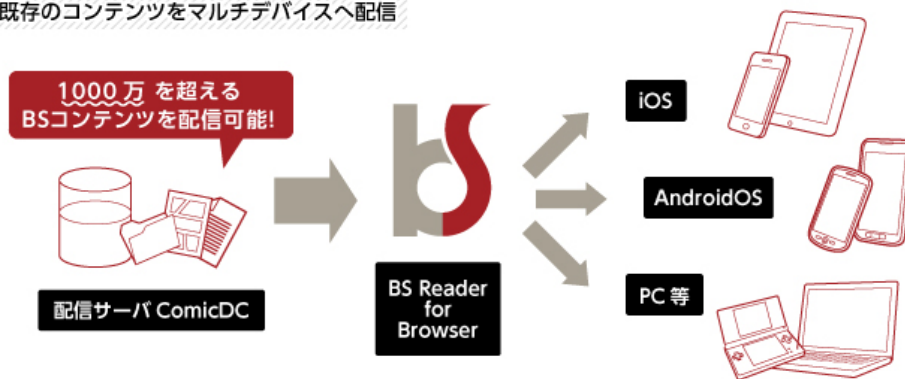 既存のコンテンツをマルチデバイスへ配信
1000万 を超える
BSコンテンツを配信可能!
配信サーバ ComicDC
bs
BS Reader
for
Browser
iOS
AndroidOS
PC 等